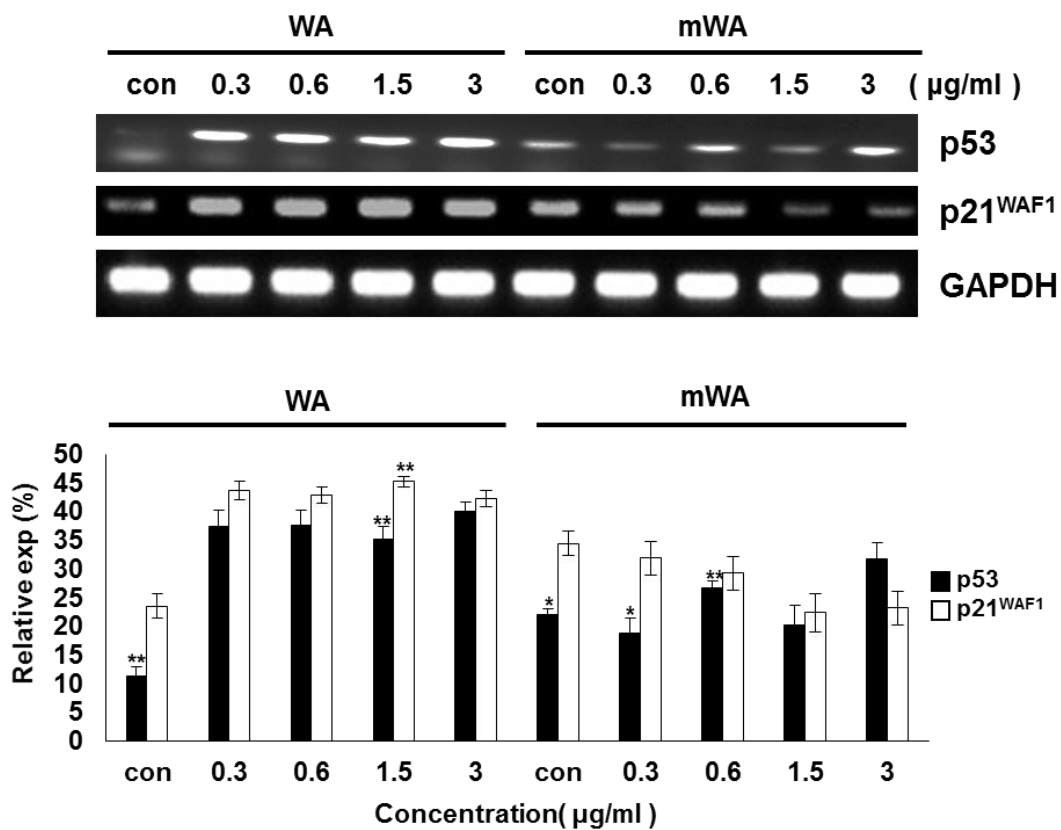 WA mWA
con 0.3 0.6 1.5 3 con 0.3 0.6 1.5 3 ( µg/ml )
p53
p21WAF1
GAPDH
WA mWA
Relative exp (%)
50
45
40
35
30
25
20
15
10
5
0
** ** ** * * **
p53
p21WAF1
con 0.3 0.6 1.5 3 con 0.3 0.6 1.5 3
Concentration( µg/ml )